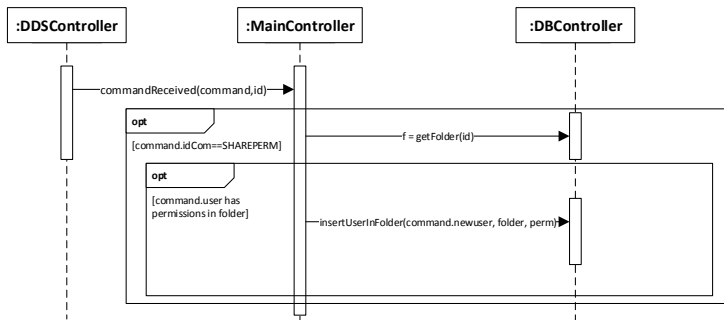 :DDSController
:MainController
:DBController
commandReceived(command,id)
opt
[command.idCom==SHAREPERM]
f = getFolder(id)
opt
[command.user has
permissions in folder]
insertUserInFolder(command.newuser, folder, perm)